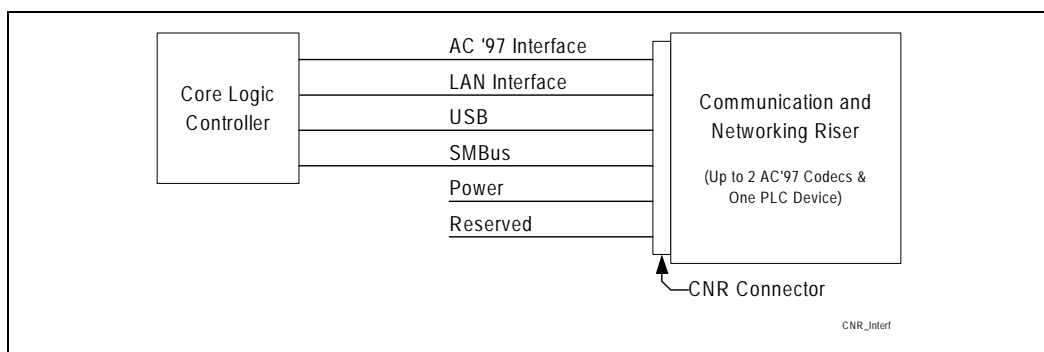 AC '97 Interface
LAN Interface
USB
SMBus
Power
Reserved
Core Logic
Controller
Communication and
Networking Riser
(Up to 2 AC'97 Codecs &
One PLC Device)
CNR Connector
CNR_Interf